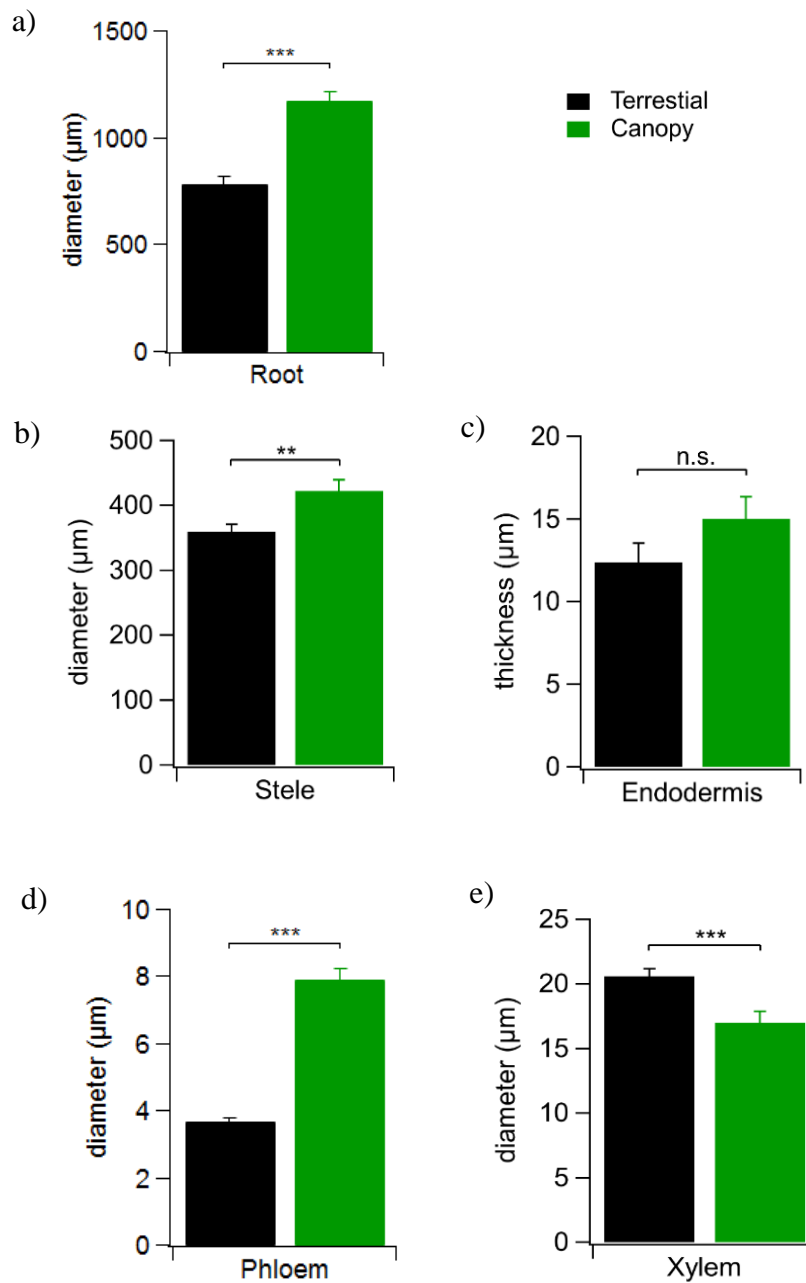 a)
1500
1000
500
0
diameter (µm)
***
Root
Terrestial
Canopy
b)
500
400
300
200
100
0
diameter (µm)
**
Stele
c)
20
15
10
5
0
thickness (µm)
n.s.
Endodermis
d)
10
8
6
4
2
0
diameter (µm)
***
Phloem
e)
25
20
15
10
5
0
diameter (µm)
***
Xylem